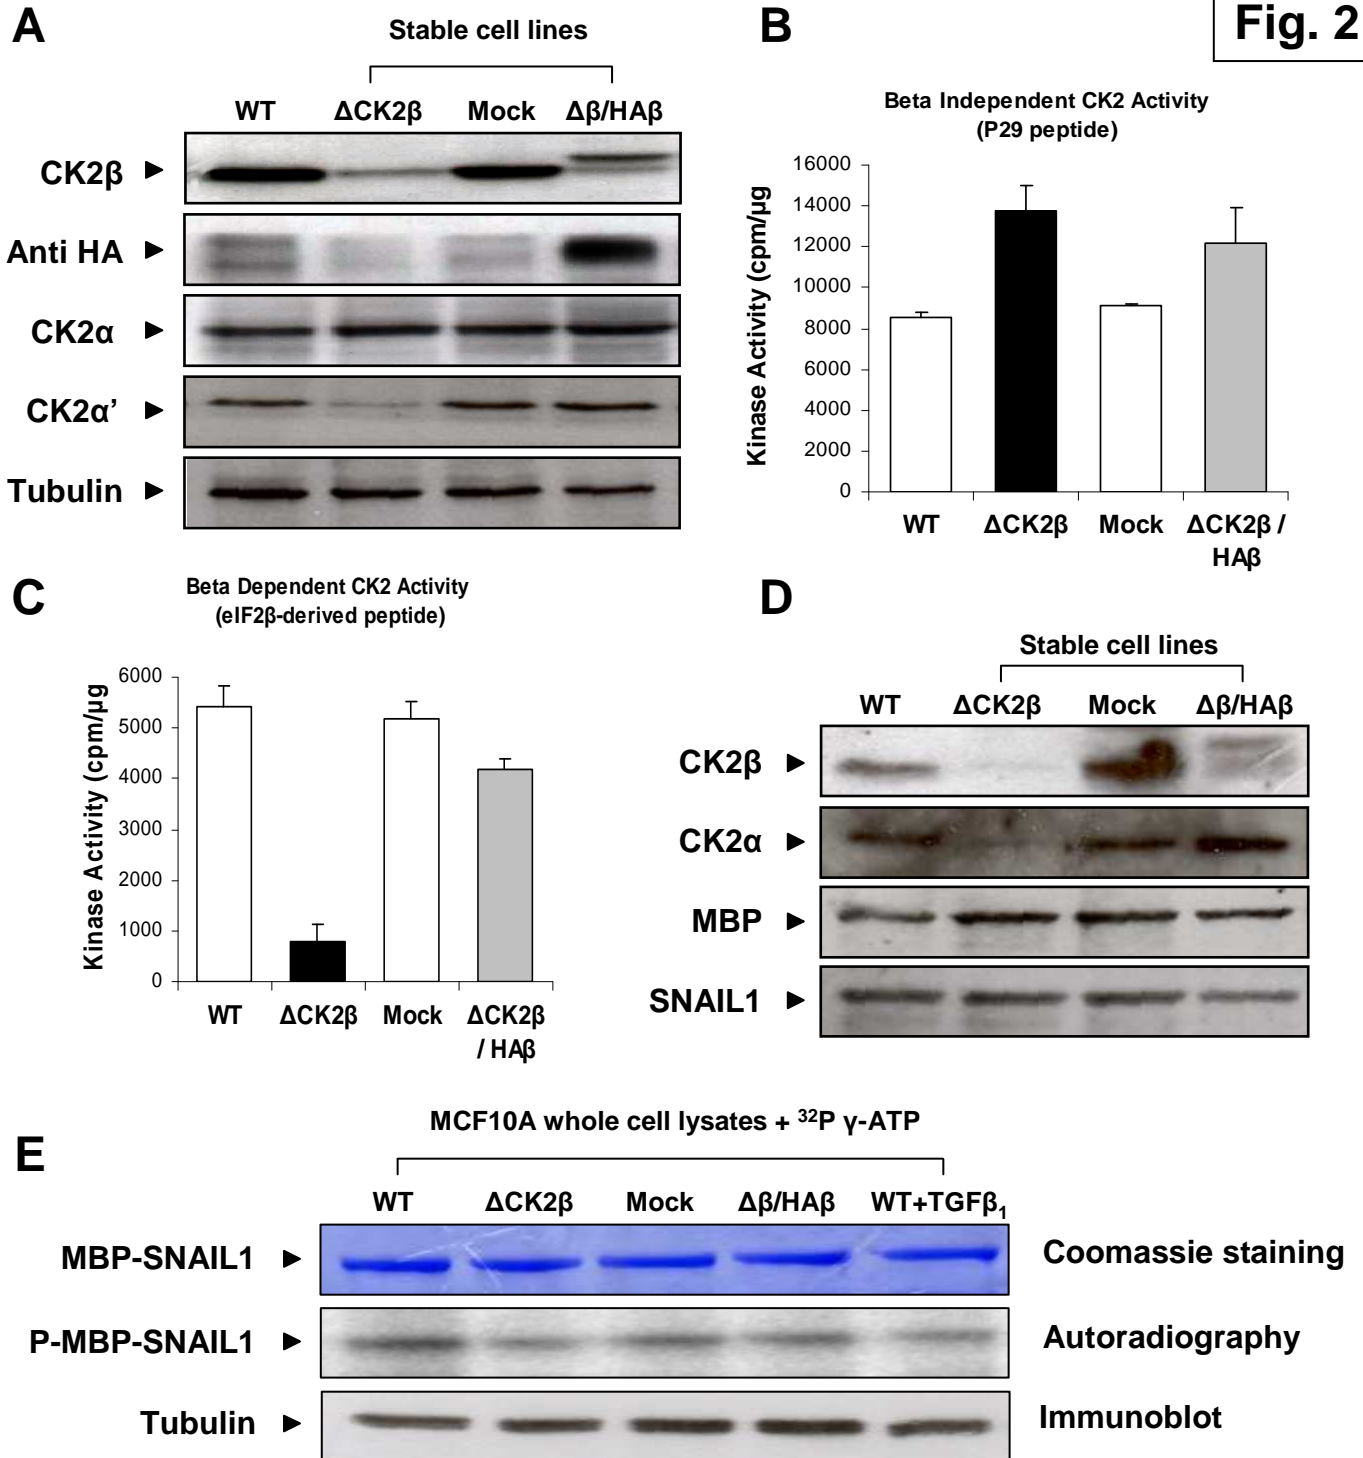 Fig. 2
A
Stable cell lines
WT ΔCK2β Mock Δβ/HAβ
CK2β
Anti HA
CK2α
CK2α’
Tubulin
B
Beta Independent CK2 Activity
(P29 peptide)
Kinase Activity (cpm/µg
16000
14000
12000
10000
8000
6000
4000
2000
0
WT ΔCK2β Mock ΔCK2β /
HAβ
C
Beta Dependent CK2 Activity
(eIF2β-derived peptide)
Kinase Activity (cpm/µg
6000
5000
4000
3000
2000
1000
0
WT ΔCK2β Mock ΔCK2β
/ HAβ
D
Stable cell lines
WT ΔCK2β Mock Δβ/HAβ
CK2β
CK2α
MBP
SNAIL1
E
MCF10A whole cell lysates + ³²P γ-ATP
WT ΔCK2β Mock Δβ/HAβ WT+TGFβ₁
MBP-SNAIL1 Coomassie staining
P-MBP-SNAIL1 Autoradiography
Tubulin Immunoblot